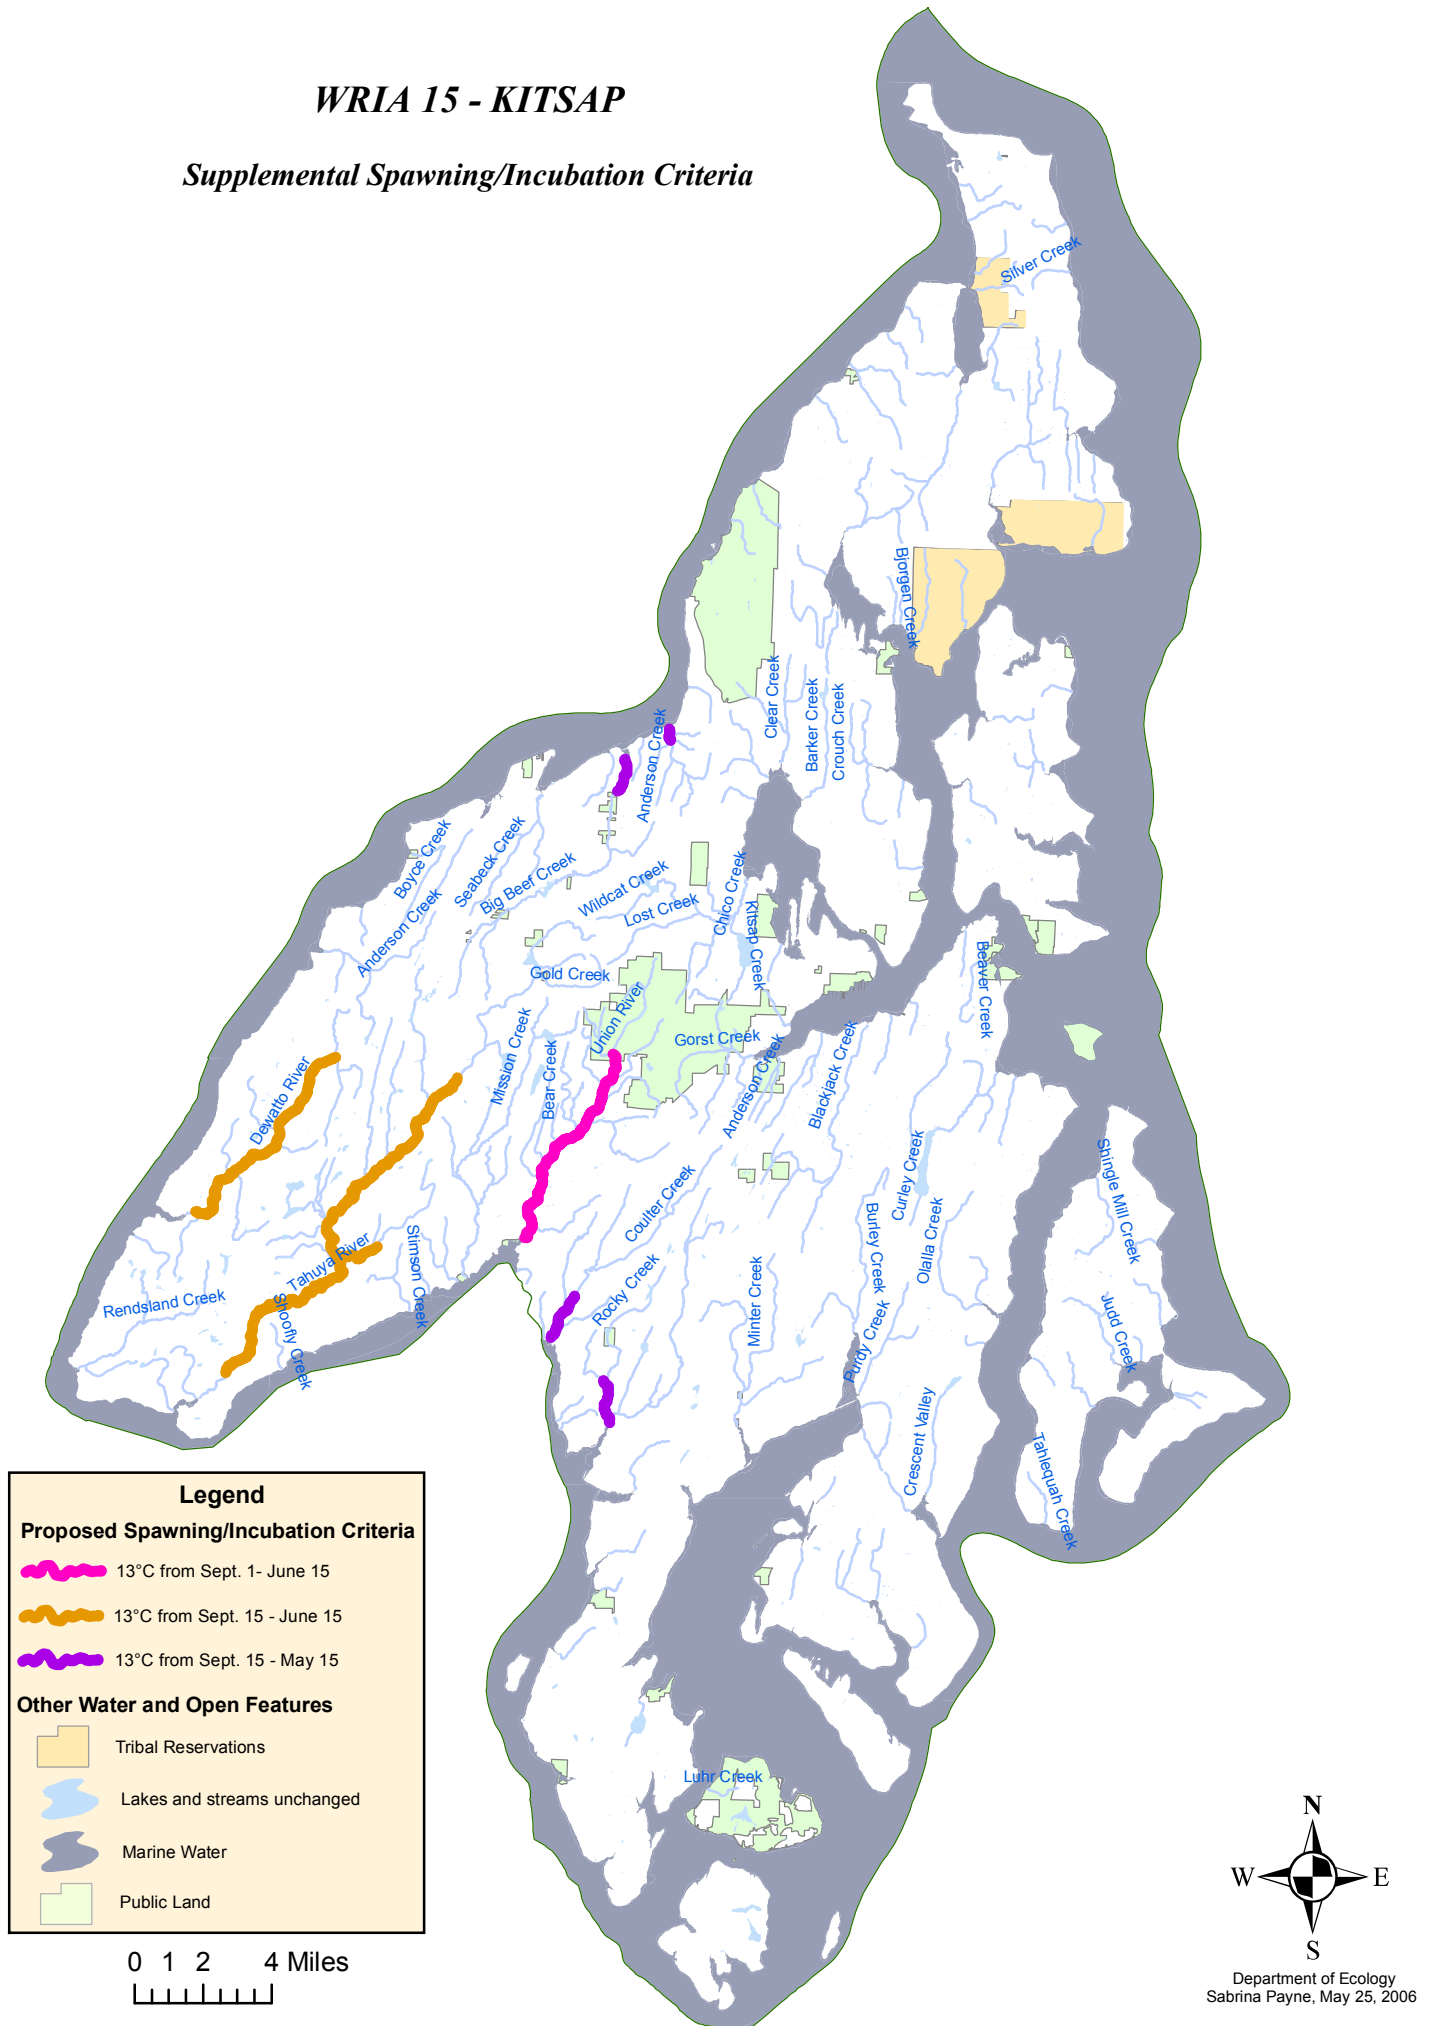 WRIA 15 - KITSAP
Supplemental Spawning/Incubation Criteria
Silver Creek
Bjorgen Creek
Clear Creek
Barker Creek
Crouch Creek
Anderson Creek
Boyce Creek
Seabeck Creek
Big Beef Creek
Anderson Creek
Wildcat Creek
Lost Creek
Chico Creek
Kitsap Creek
Gold Creek
Union River
Beaver Creek
Mission Creek
Bear Creek
Gorst Creek
Anderson Creek
Blackjack Creek
Dewatto River
Coulter Creek
Curley Creek
Shingle Mill Creek
Burley Creek
Olalla Creek
Tahuya River
Stimson Creek
Rendsland Creek
Shoofly Creek
Rocky Creek
Minter Creek
Purdy Creek
Judd Creek
Crescent Valley
Tahlequah Creek
Luhr Creek
Legend
Proposed Spawning/Incubation Criteria
13°C from Sept. 1- June 15
13°C from Sept. 15 - June 15
13°C from Sept. 15 - May 15
Other Water and Open Features
Tribal Reservations
Lakes and streams unchanged
Marine Water
Public Land
0 1 2 4 Miles
N
W E
S
Department of Ecology
Sabrina Payne, May 25, 2006